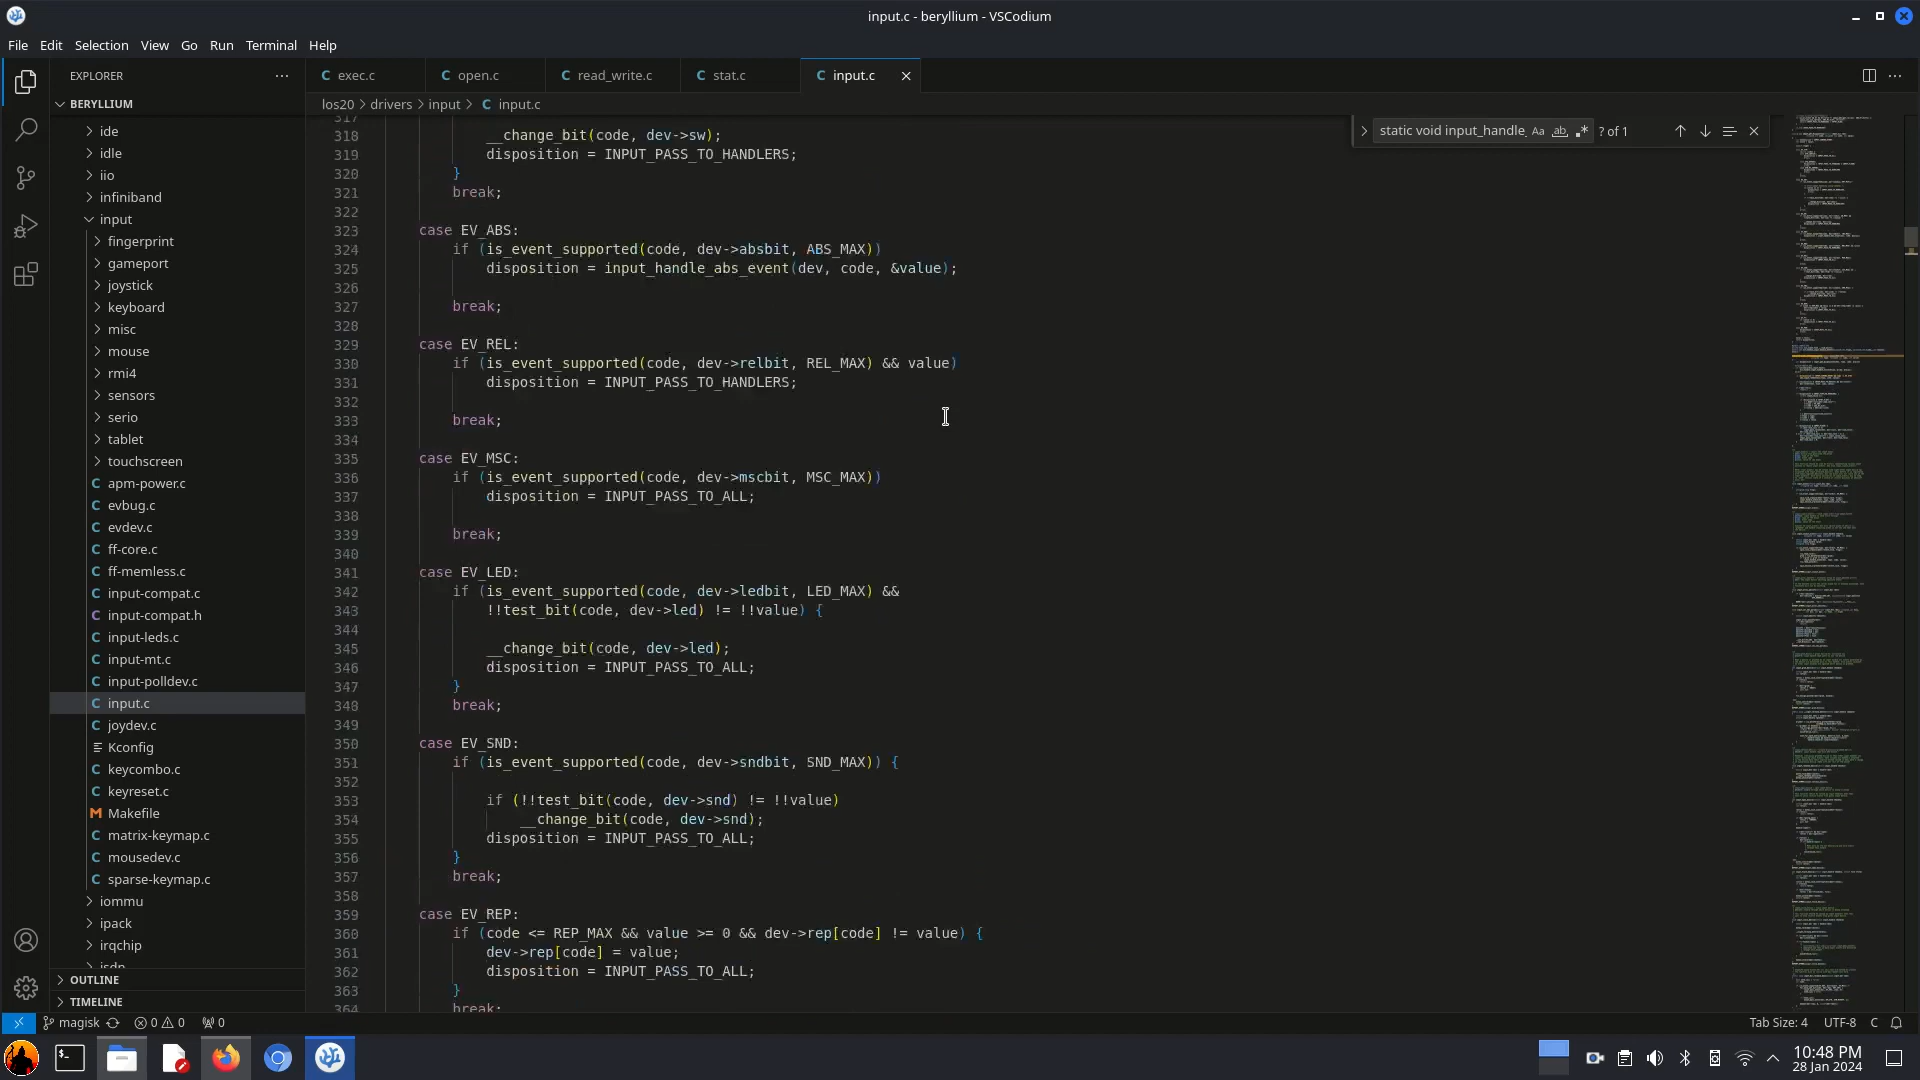 input.c - beryllium - VSCodium
File Edit Selection View Go Run Terminal Help
EXPLORER
BERYLLIUM
ide
idle
iio
infiniband
input
fingerprint
gameport
joystick
keyboard
misc
mouse
rmi4
sensors
serio
tablet
touchscreen
C apm-power.c
C evbug.c
C evdev.c
C ff-core.c
C ff-memless.c
C input-compat.c
C input-compat.h
C input-leds.c
C input-mt.c
C input-polldev.c
C input.c
C joydev.c
Kconfig
C keycombo.c
C keyreset.c
M Makefile
C matrix-keymap.c
C mousedev.c
C sparse-keymap.c
iommu
ipack
irqchip
isdn
OUTLINE
TIMELINE
C exec.c C open.c C read_write.c C stat.c C input.c
los20 > drivers > input > C input.c
static void input_handle_ Aa ab ? of 1
317
318 __change_bit(code, dev->sw);
319 disposition = INPUT_PASS_TO_HANDLERS;
320 }
321 break;
322
323 case EV_ABS:
324 if (is_event_supported(code, dev->absbit, ABS_MAX))
325 disposition = input_handle_abs_event(dev, code, &value);
326
327 break;
328
329 case EV_REL:
330 if (is_event_supported(code, dev->relbit, REL_MAX) && value)
331 disposition = INPUT_PASS_TO_HANDLERS;
332
333 break;
334
335 case EV_MSC:
336 if (is_event_supported(code, dev->mscbit, MSC_MAX))
337 disposition = INPUT_PASS_TO_ALL;
338
339 break;
340
341 case EV_LED:
342 if (is_event_supported(code, dev->ledbit, LED_MAX) &&
343 !!test_bit(code, dev->led) != !!value) {
344
345 __change_bit(code, dev->led);
346 disposition = INPUT_PASS_TO_ALL;
347 }
348 break;
349
350 case EV_SND:
351 if (is_event_supported(code, dev->sndbit, SND_MAX)) {
352
353 if (!!test_bit(code, dev->snd) != !!value)
354 __change_bit(code, dev->snd);
355 disposition = INPUT_PASS_TO_ALL;
356 }
357 break;
358
359 case EV_REP:
360 if (code <= REP_MAX && value >= 0 && dev->rep[code] != value) {
361 dev->rep[code] = value;
362 disposition = INPUT_PASS_TO_ALL;
363 }
364 break;
magisk 0 0 0 Tab Size: 4 UTF-8 C
10:48 PM
28 Jan 2024